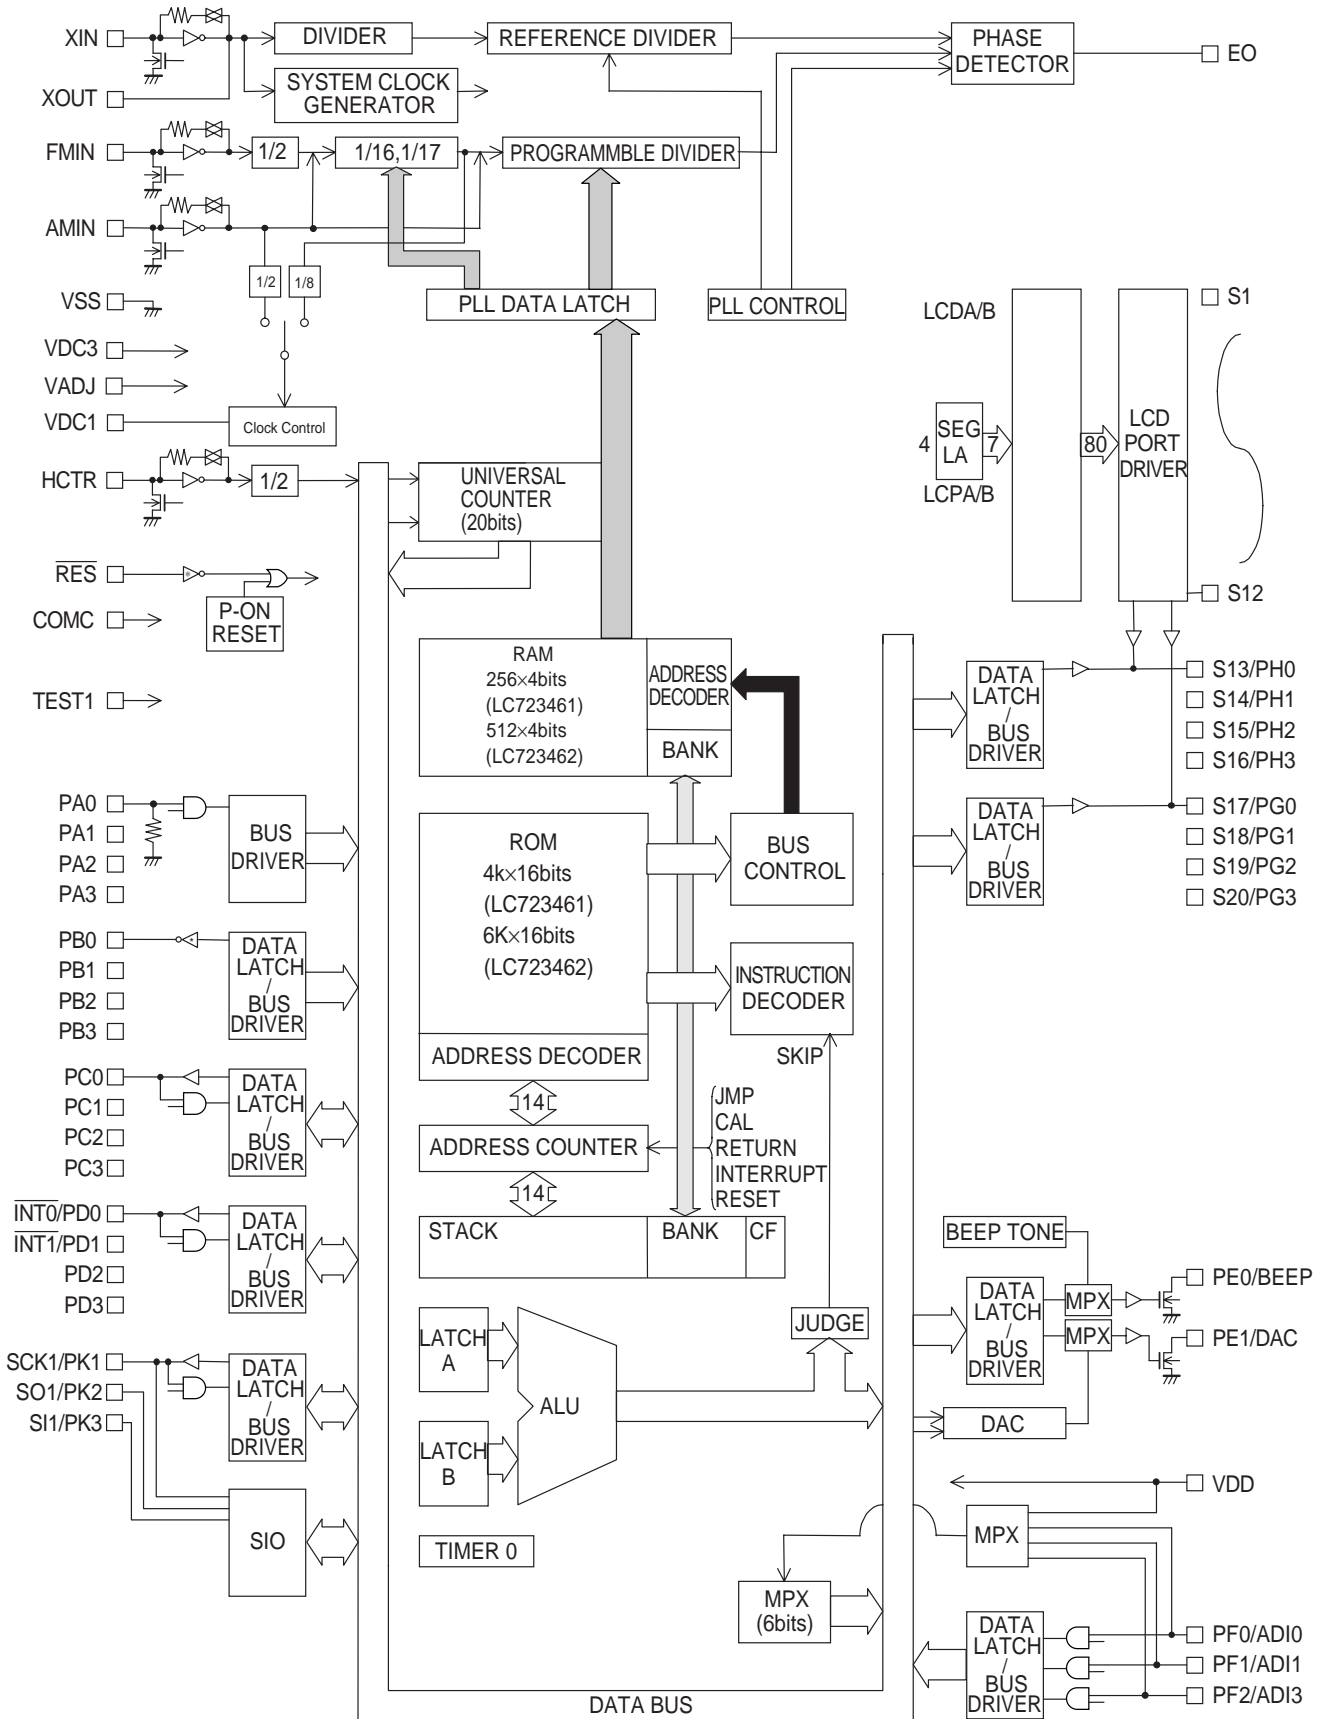 XIN
DIVIDER
REFERENCE DIVIDER
PHASE
DETECTOR
EO
XOUT
SYSTEM CLOCK
GENERATOR
FMIN
1/2
1/16,1/17
PROGRAMMBLE DIVIDER
AMIN
1/2
1/8
VSS
PLL DATA LATCH
PLL CONTROL
LCDA/B
S1
VDC3
VADJ
VDC1
Clock Control
4
SEG
LA
7
80
LCD
PORT
DRIVER
LCPA/B
HCTR
1/2
UNIVERSAL
COUNTER
(20bits)
RES
P-ON
RESET
S12
COMC
TEST1
RAM
256×4bits
(LC723461)
512×4bits
(LC723462)
ADDRESS
DECODER
BANK
DATA
LATCH
/
BUS
DRIVER
S13/PH0
S14/PH1
S15/PH2
S16/PH3
PA0
PA1
PA2
PA3
BUS
DRIVER
ROM
4k×16bits
(LC723461)
6K×16bits
(LC723462)
BUS
CONTROL
DATA
LATCH
/
BUS
DRIVER
S17/PG0
S18/PG1
S19/PG2
S20/PG3
PB0
PB1
PB2
PB3
DATA
LATCH
/
BUS
DRIVER
INSTRUCTION
DECODER
ADDRESS DECODER
SKIP
PC0
PC1
PC2
PC3
DATA
LATCH
/
BUS
DRIVER
14
ADDRESS COUNTER
JMP
CAL
RETURN
INTERRUPT
RESET
14
INT0/PD0
INT1/PD1
PD2
PD3
DATA
LATCH
/
BUS
DRIVER
STACK
BANK
CF
BEEP TONE
DATA
LATCH
/
BUS
DRIVER
MPX
MPX
PE0/BEEP
PE1/DAC
SCK1/PK1
SO1/PK2
SI1/PK3
DATA
LATCH
/
BUS
DRIVER
LATCH
A
LATCH
B
ALU
JUDGE
DAC
VDD
SIO
TIMER 0
MPX
MPX
(6bits)
DATA
LATCH
/
BUS
DRIVER
PF0/ADI0
PF1/ADI1
PF2/ADI3
DATA BUS